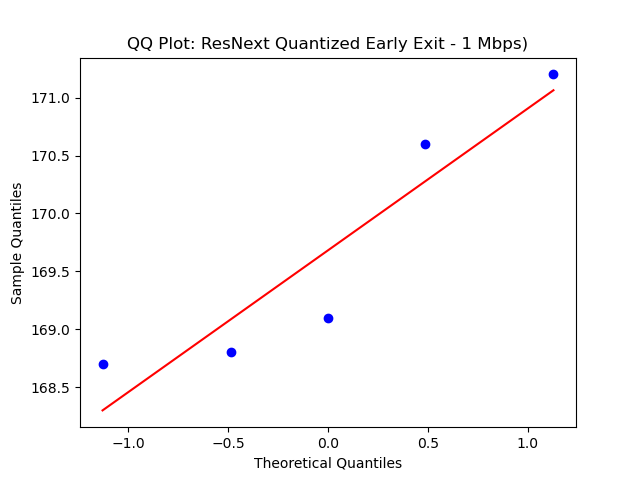 QQ Plot: ResNext Quantized Early Exit - 1 Mbps)
171.0
170.5
170.0
169.5
169.0
168.5
Sample Quantiles
−1.0 −0.5 0.0 0.5 1.0
Theoretical Quantiles